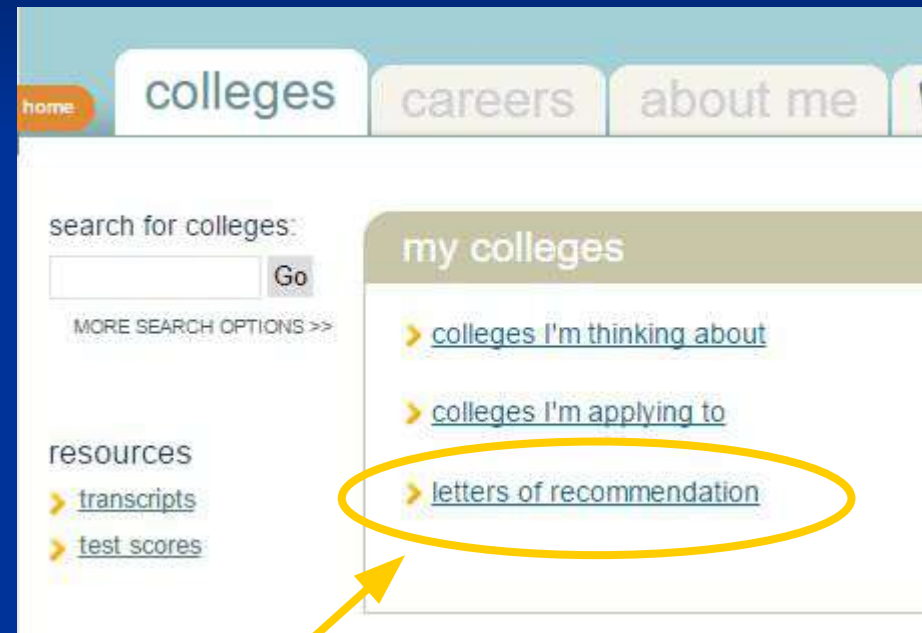 home
colleges
careers
about me
search for colleges:
Go
MORE SEARCH OPTIONS >>
resources
transcripts
test scores
my colleges
colleges I'm thinking about
colleges I'm applying to
letters of recommendation